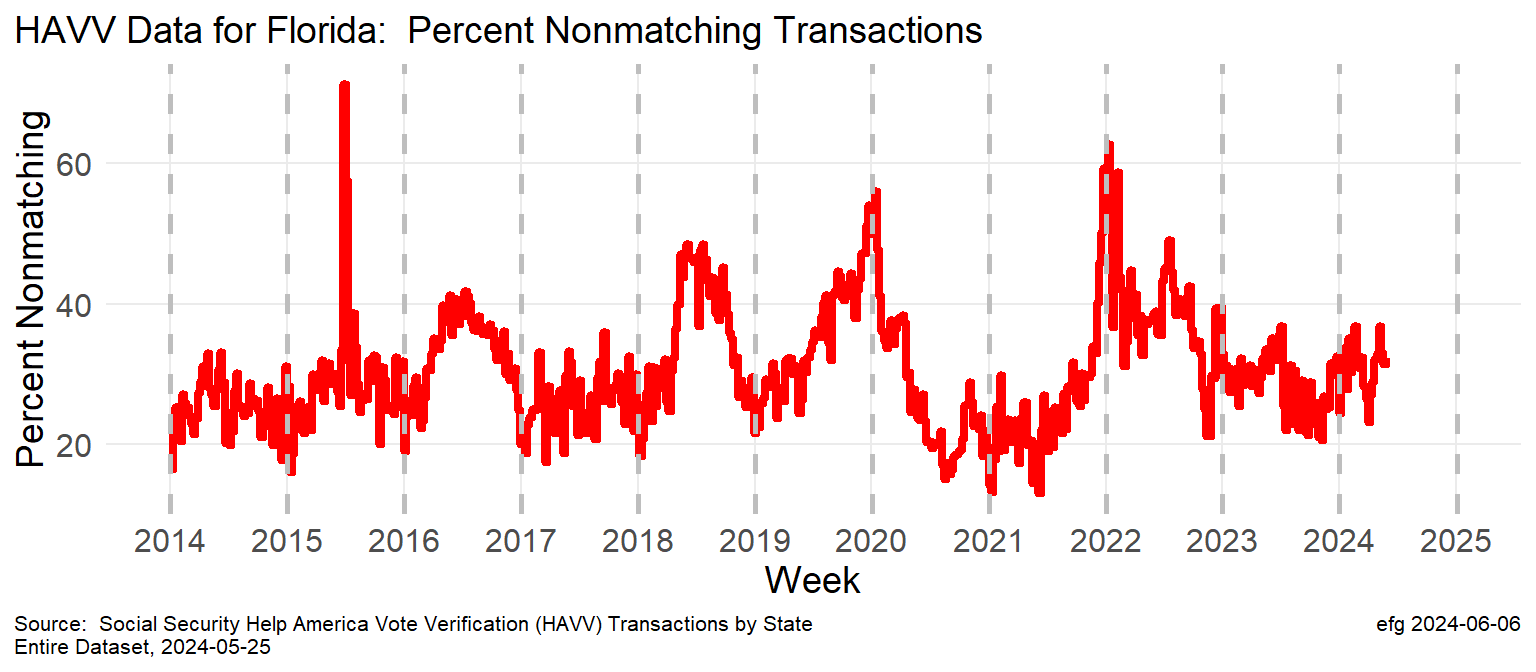 HAVV Data for Florida:  Percent Nonmatching Transactions
Percent Nonmatching
60
40
20
2014 2015 2016 2017 2018 2019 2020 2021 2022 2023 2024 2025
Week
Source:  Social Security Help America Vote Verification (HAVV) Transactions by State
Entire Dataset, 2024-05-25
efg 2024-06-06